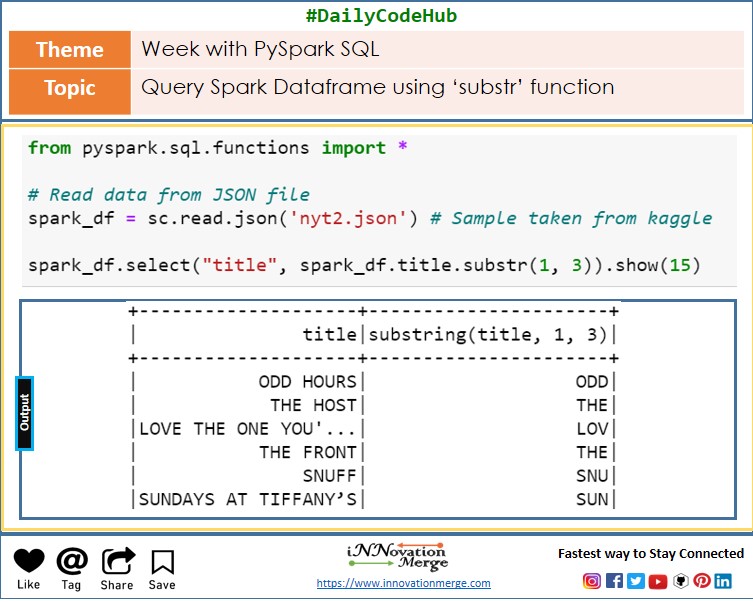 #DailyCodeHub
Theme Week with PySpark SQL
Topic Query Spark Dataframe using ‘substr’ function
from pyspark.sql.functions import *
# Read data from JSON file
spark_df = sc.read.json('nyt2.json') # Sample taken from kaggle
spark_df.select("title", spark_df.title.substr(1, 3)).show(15)
+--------------------+----------------------+
|               title|substring(title, 1, 3)|
+--------------------+----------------------+
|           ODD HOURS|                   ODD|
|            THE HOST|                   THE|
|LOVE THE ONE YOU'...|                   LOV|
|           THE FRONT|                   THE|
|               SNUFF|                   SNU|
|SUNDAYS AT TIFFANY’S|                   SUN|
Output
Like Tag Share Save
iNNovation
Merge
https://www.innovationmerge.com
Fastest way to Stay Connected